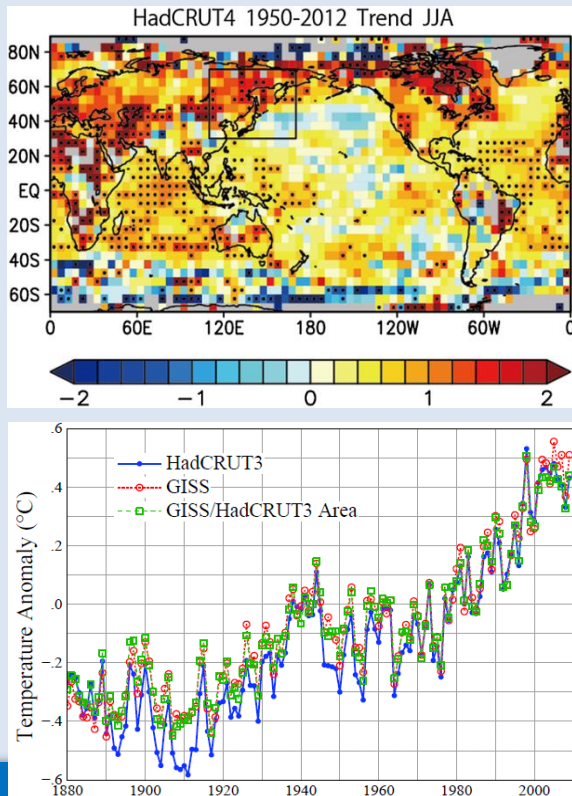 HadCRUT4 1950-2012 Trend JJA
80N
60N
40N
20N
EQ
20S
40S
60S
0 60E 120E 180 120W 60W 0
−2 −1 0 1 2
Temperature Anomaly (°C)
.6
.4
.2
.0
−.2
−.4
−.6
HadCRUT3
GISS
GISS/HadCRUT3 Area
1880 1900 1920 1940 1960 1980 2000